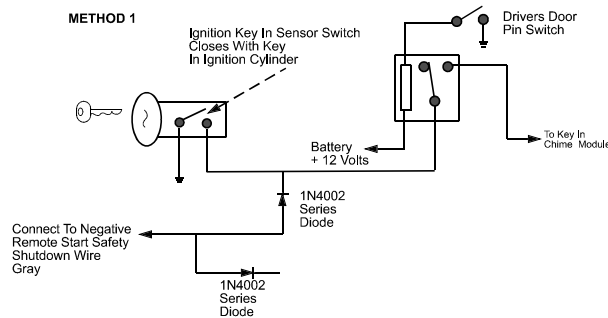 METHOD 1
Ignition Key In Sensor Switch
Closes With Key
In Ignition Cylinder
Drivers Door
Pin Switch
Battery
+ 12 Volts
To Key In
Chime Module
1N4002
Series
Diode
Connect To Negative
Remote Start Safety
Shutdown Wire
Gray
1N4002
Series
Diode